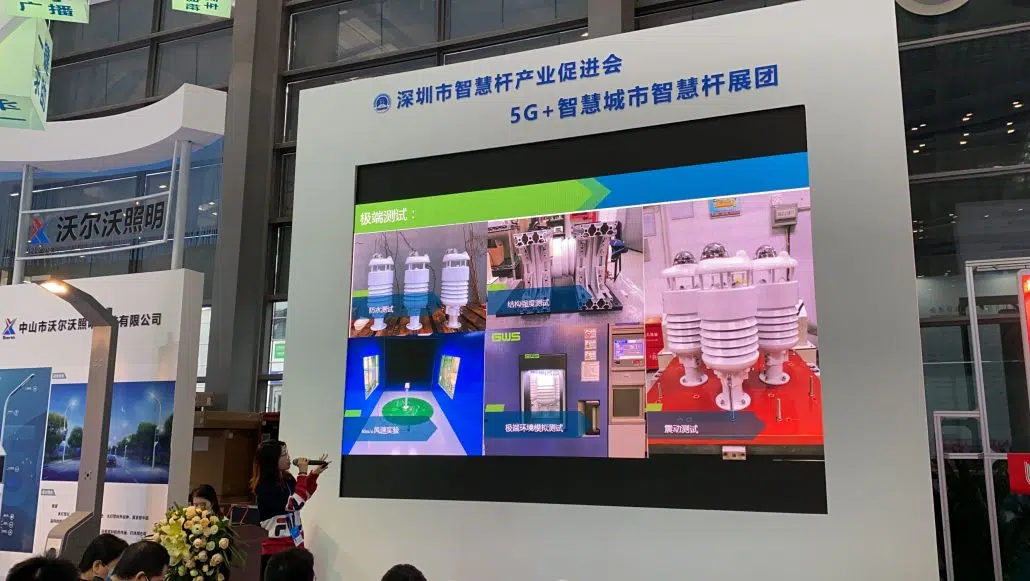 广播
深圳市智慧杆产业促进会
5G+智慧城市智慧杆展团
沃尔沃照明
极端测试：
防水测试
结构强度测试
GWS
GWS
风速实验
极端环境模拟测试
震动测试
中山市沃尔沃照明
有限公司